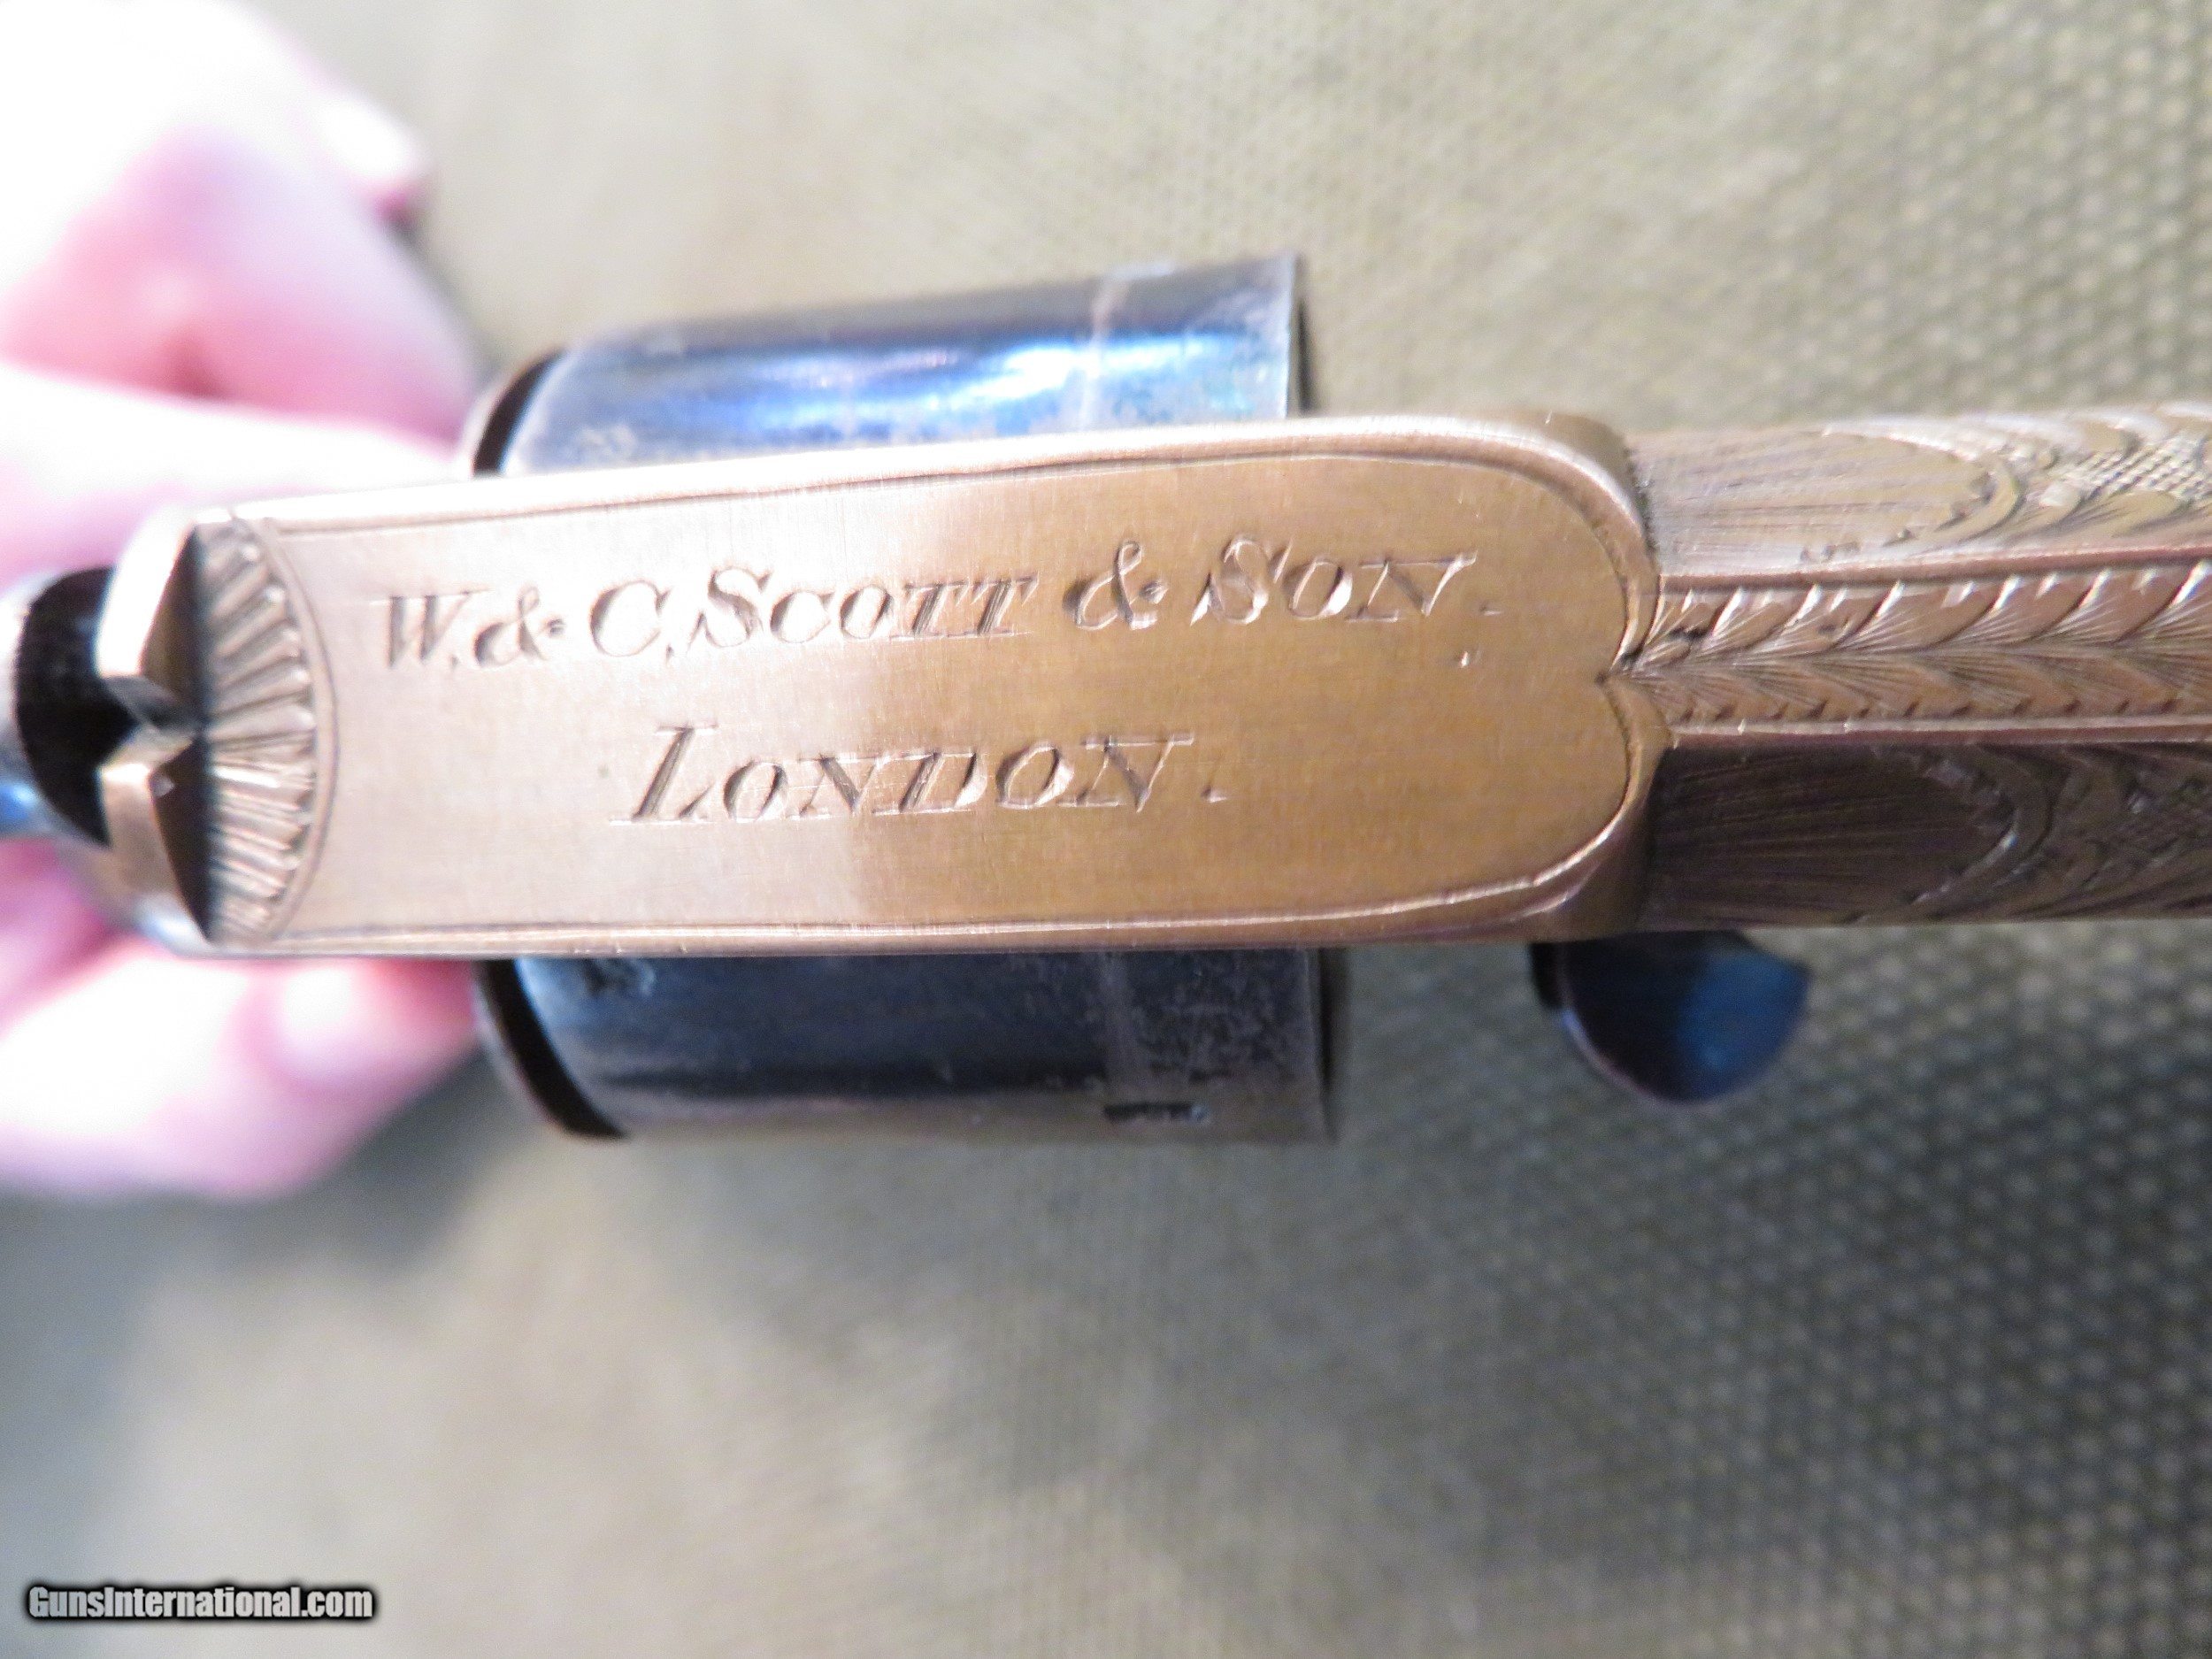 W. & C. Scott & Son.
London.
GunsInternational.com